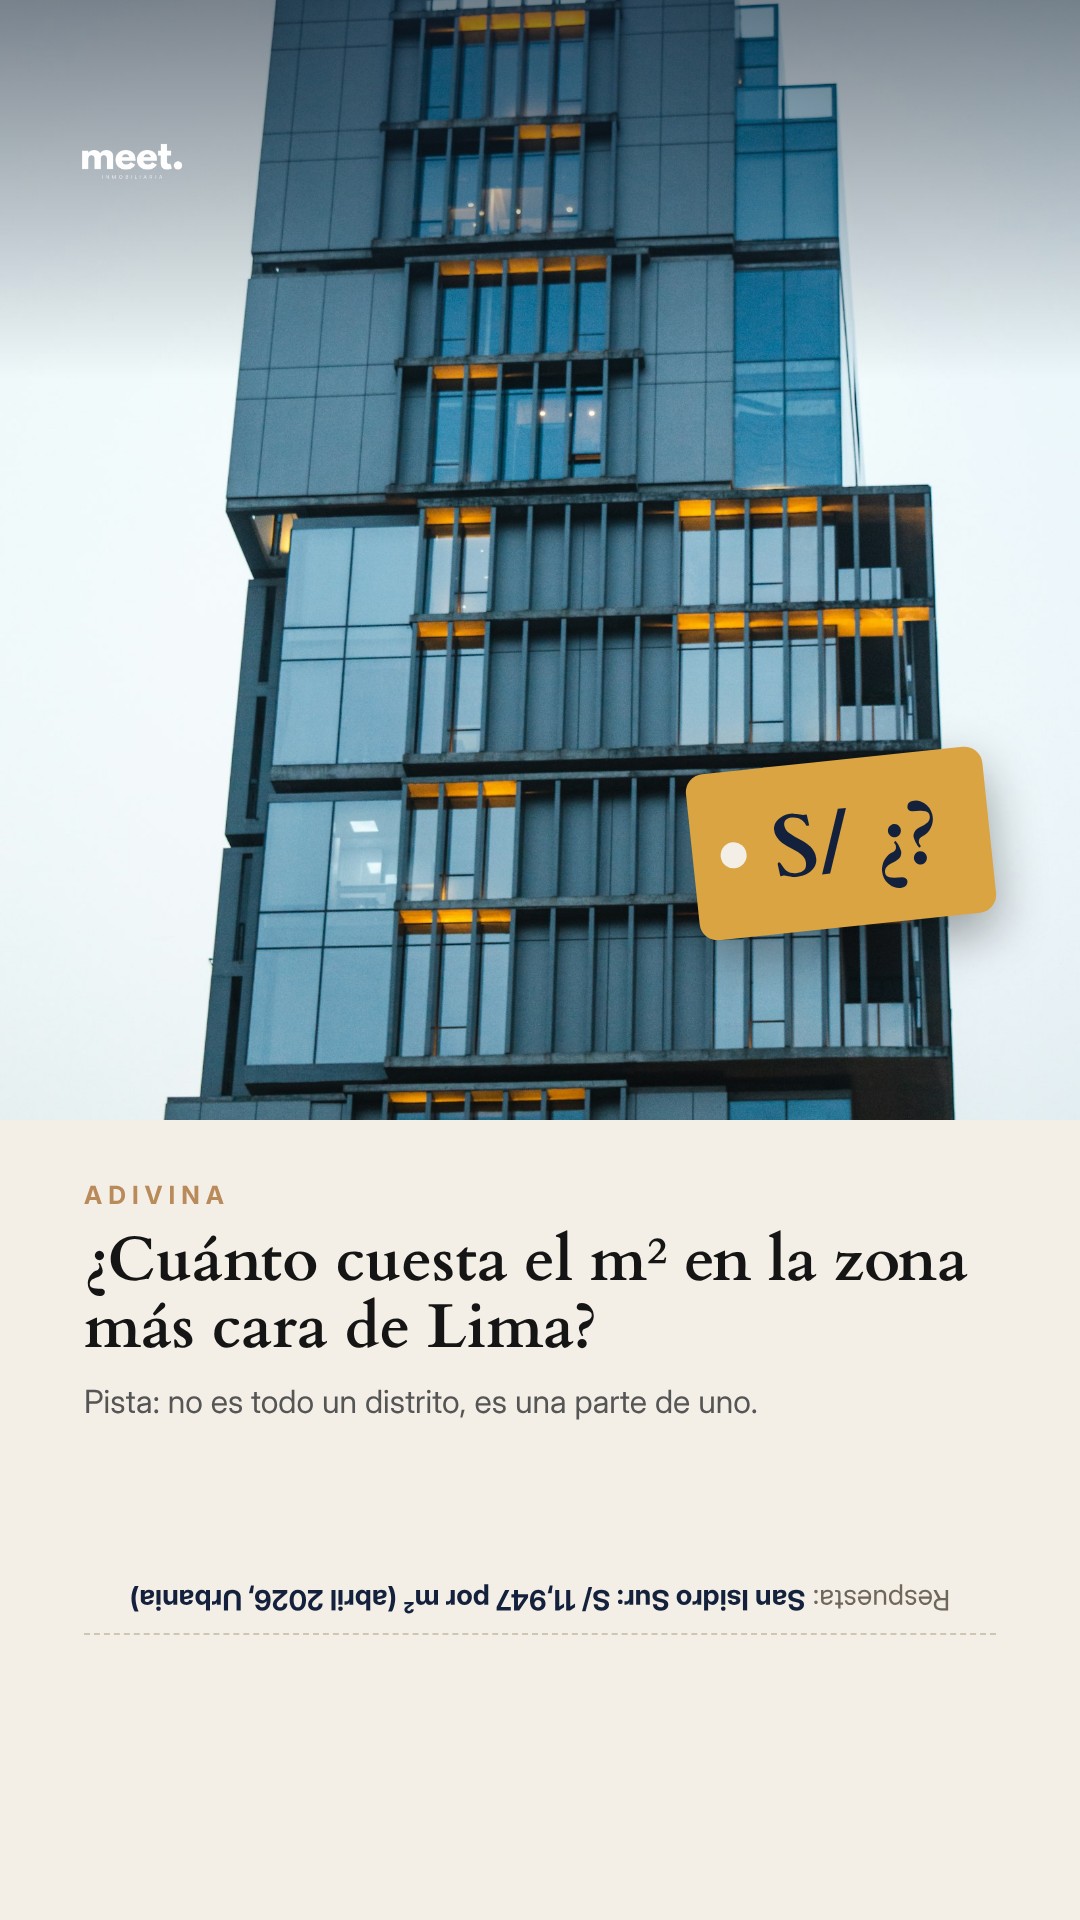 meet.
INMOBILIARIA
S/ ¿?
ADIVINA
¿Cuánto cuesta el m² en la zona
más cara de Lima?
Pista: no es todo un distrito, es una parte de uno.
Respuesta: San Isidro Sur: S/ 11,947 por m² (abril 2026, Urbania)